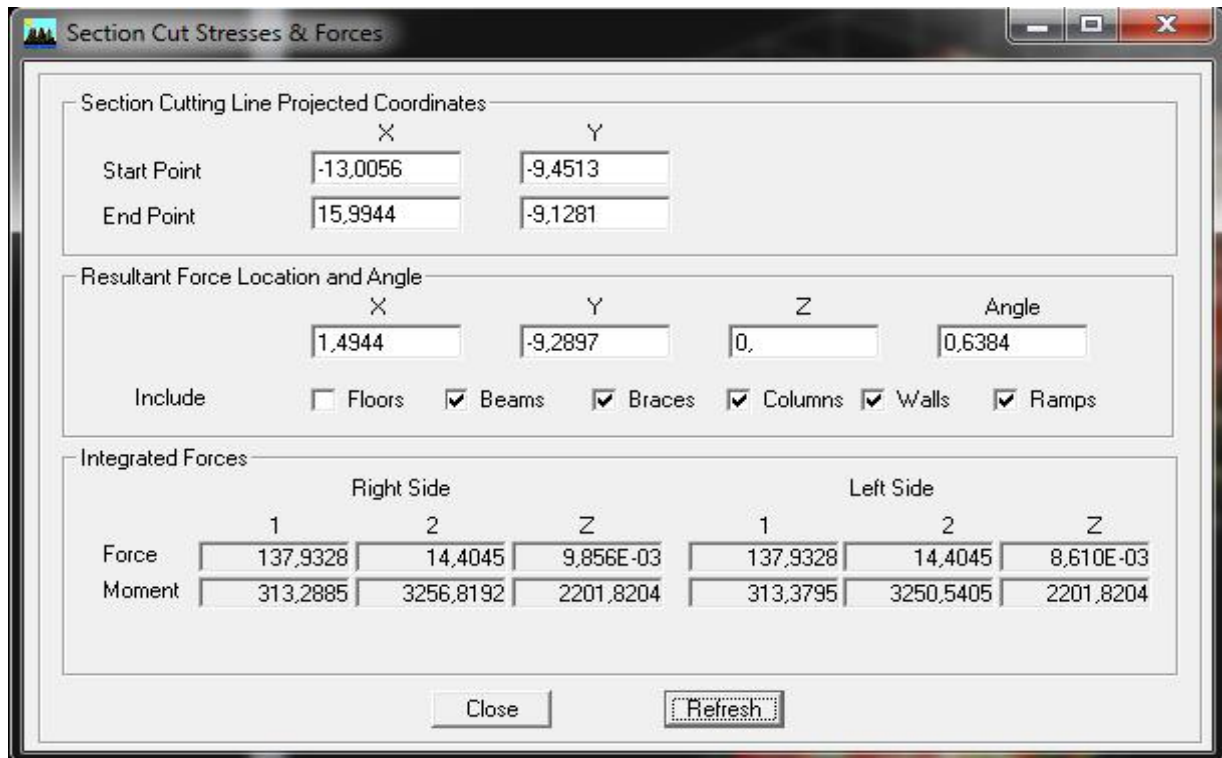 Section Cut Stresses & Forces
Section Cutting Line Projected Coordinates
X Y
Start Point -13,0056 -9,4513
End Point 15,9944 -9,1281
Resultant Force Location and Angle
X Y Z Angle
1,4944 -9,2897 0, 0,6384
Include Floors Beams Braces Columns Walls Ramps
Integrated Forces
Right Side Left Side
1 2 Z 1 2 Z
Force 137,9328 14,4045 9,856E-03 137,9328 14,4045 8,610E-03
Moment 313,2885 3256,8192 2201,8204 313,3795 3250,5405 2201,8204
Close Refresh